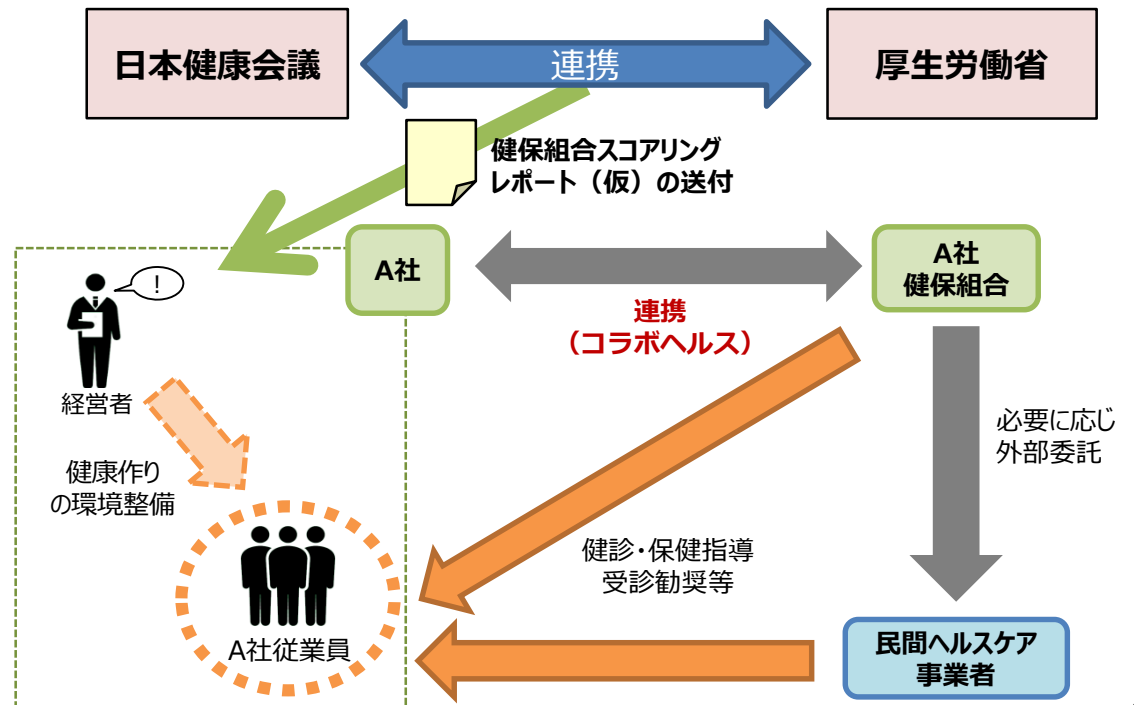 日本健康会議
連携
厚生労働省
健保組合スコアリング
レポート（仮）の送付
A社
A社
健保組合
連携
（コラボヘルス）
！
経営者
必要に応じ
外部委託
健康作り
の環境整備
健診・保健指導
受診勧奨等
A社従業員
民間ヘルスケア
事業者